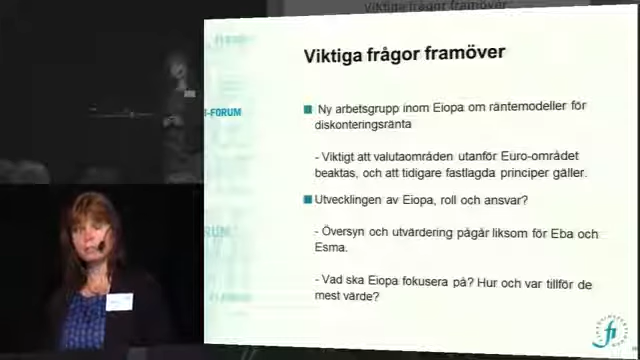 Viktiga frågor framöver
Viktiga frågor framöver
FI-FORUM
Ny arbetsgrupp inom Eiopa om räntemodeller för
diskonteringsränta
- Viktigt att valutaområden utanför Euro-området
beaktas, och att tidigare fastlagda principer gäller.
Utvecklingen av Eiopa, roll och ansvar?
- Översyn och utvärdering pågår liksom för Eba och
Esma.
- Vad ska Eiopa fokusera på? Hur och var tillför de
mest värde?